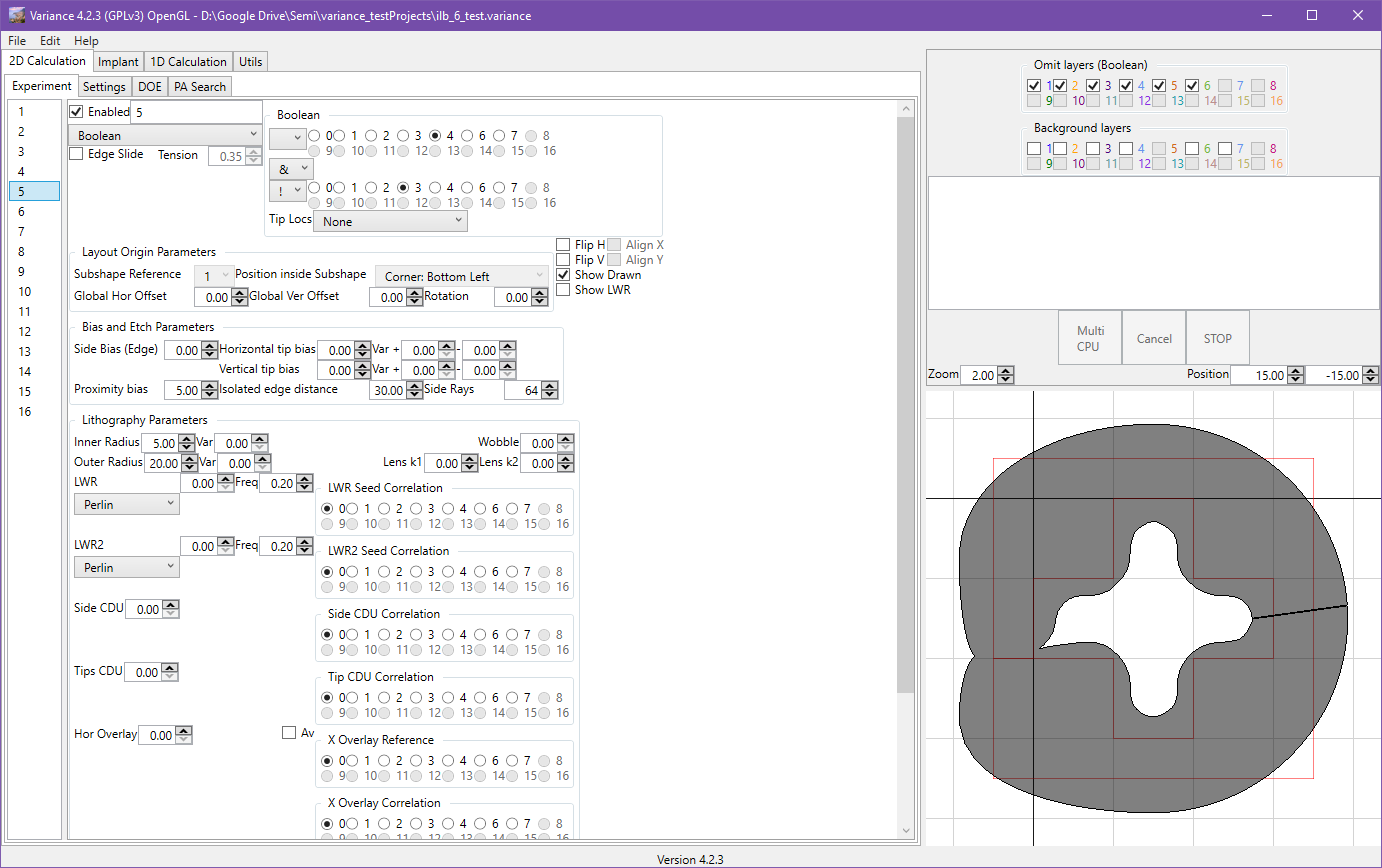 Variance 4.2.3 (GPLv3) OpenGL - D:\Google Drive\Semi\variance_testProjects\ilb_6_test.variance
File Edit Help
2D Calculation Implant 1D Calculation Utils
Experiment Settings DOE PA Search
1
2
3
4
5
6
7
8
9
10
11
12
13
14
15
16
Enabled 5
Boolean
Edge Slide Tension 0.35
Boolean
0 1 2 3 4 6 7 8
9 10 11 12 13 14 15 16
&
! 0 1 2 3 4 6 7 8
9 10 11 12 13 14 15 16
Tip Locs None
Layout Origin Parameters
Subshape Reference 1 Position inside Subshape Corner: Bottom Left
Global Hor Offset 0.00 Global Ver Offset 0.00 Rotation 0.00
Flip H Align X
Flip V Align Y
Show Drawn
Show LWR
Bias and Etch Parameters
Side Bias (Edge) 0.00 Horizontal tip bias 0.00 Var + 0.00 - 0.00
Vertical tip bias 0.00 Var + 0.00 - 0.00
Proximity bias 5.00 Isolated edge distance 30.00 Side Rays 64
Lithography Parameters
Inner Radius 5.00 Var 0.00 Wobble 0.00
Outer Radius 20.00 Var 0.00 Lens k1 0.00 Lens k2 0.00
LWR 0.00 Freq 0.20
Perlin
LWR Seed Correlation
0 1 2 3 4 6 7 8
9 10 11 12 13 14 15 16
LWR2 0.00 Freq 0.20
Perlin
LWR2 Seed Correlation
0 1 2 3 4 6 7 8
9 10 11 12 13 14 15 16
Side CDU 0.00
Side CDU Correlation
0 1 2 3 4 6 7 8
9 10 11 12 13 14 15 16
Tips CDU 0.00
Tip CDU Correlation
0 1 2 3 4 6 7 8
9 10 11 12 13 14 15 16
Hor Overlay 0.00 Av
X Overlay Reference
0 1 2 3 4 6 7 8
9 10 11 12 13 14 15 16
X Overlay Correlation
0 1 2 3 4 6 7 8
9 10 11 12 13 14 15 16
Omit layers (Boolean)
1 2 3 4 5 6 7 8
9 10 11 12 13 14 15 16
Background layers
1 2 3 4 5 6 7 8
9 10 11 12 13 14 15 16
Multi
CPU
Cancel
STOP
Zoom 2.00 Position 15.00 -15.00
Version 4.2.3